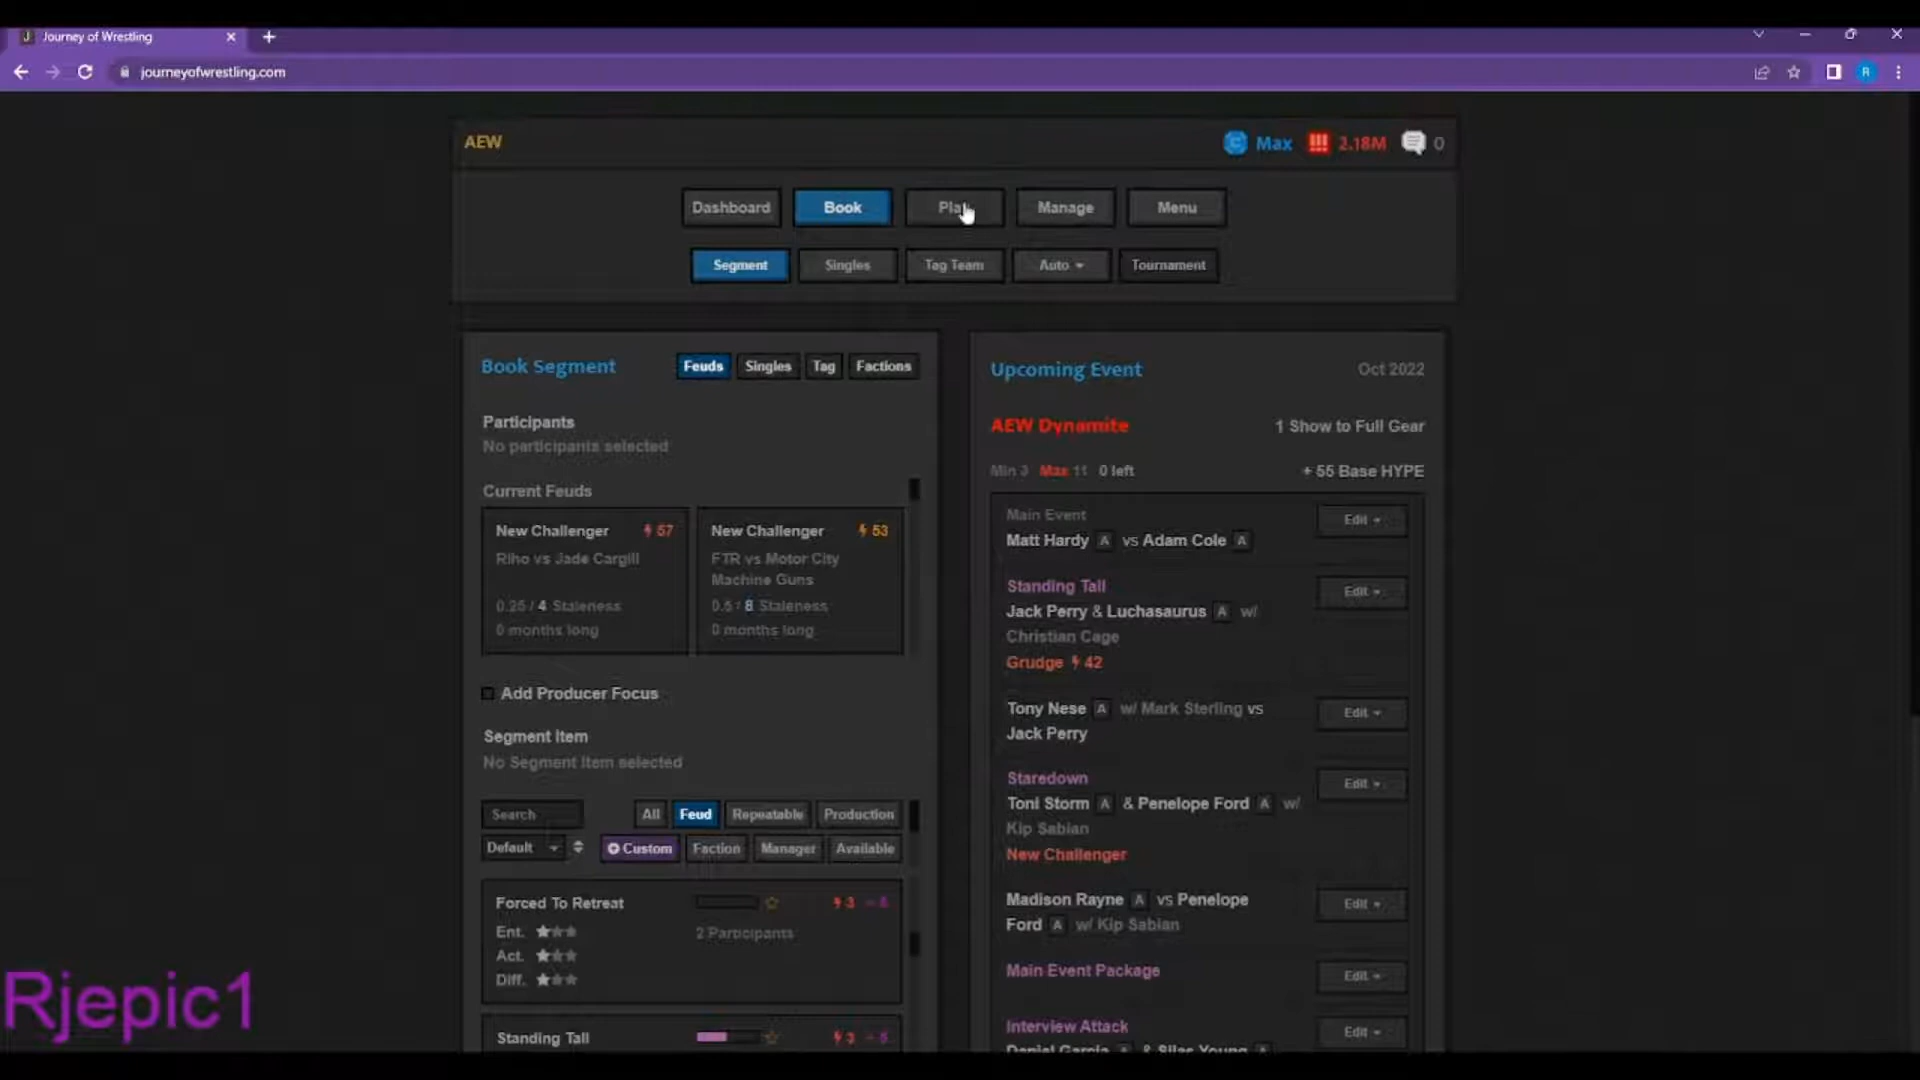 Journey of Wrestling
journeyofwrestling.com
R
AEW
Max 2.18M 0
Dashboard Book Play Manage Menu
Segment Singles Tag Team Auto Tournament
Book Segment Feuds Singles Tag Factions
Participants
No participants selected
Current Feuds
New Challenger 57
Riho vs Jade Cargill
0.25 / 4 Staleness
0 months long
New Challenger 53
FTR vs Motor City
Machine Guns
0.5 / 8 Staleness
0 months long
Add Producer Focus
Segment Item
No Segment Item selected
Search All Feud Repeatable Production
Default Custom Faction Manager Available
Forced To Retreat 3 - 5
Ent. 2 Participants
Act.
Diff.
Standing Tall 3 - 5
Upcoming Event Oct 2022
AEW Dynamite 1 Show to Full Gear
Min 3 Max 11 0 left + 55 Base HYPE
Main Event Edit
Matt Hardy A vs Adam Cole A
Standing Tall Edit
Jack Perry & Luchasaurus A w/
Christian Cage
Grudge 42
Tony Nese A w/ Mark Sterling vs Edit
Jack Perry
Staredown Edit
Toni Storm A & Penelope Ford A w/
Kip Sabian
New Challenger
Madison Rayne A vs Penelope Edit
Ford A w/ Kip Sabian
Main Event Package Edit
Interview Attack Edit
Daniel Garcia & Silas Young
Rjepic1